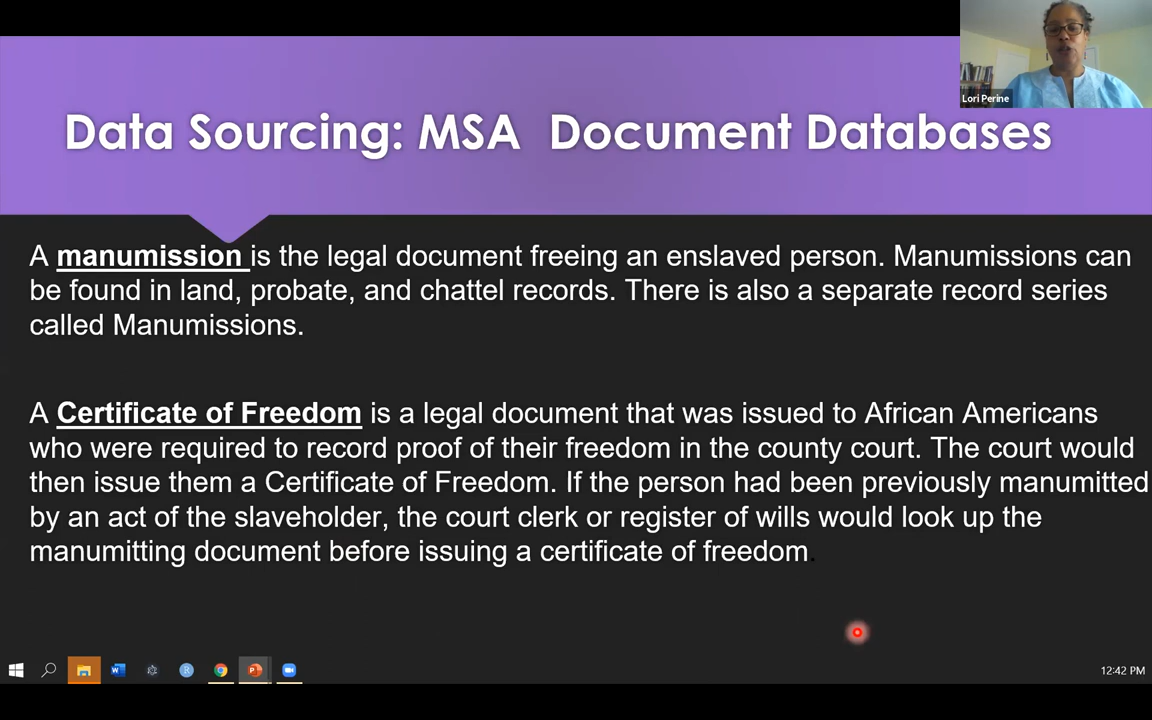 Lori Perine
Data Sourcing: MSA Document Databases
A manumission is the legal document freeing an enslaved person. Manumissions can
be found in land, probate, and chattel records. There is also a separate record series
called Manumissions.
A Certificate of Freedom is a legal document that was issued to African Americans
who were required to record proof of their freedom in the county court. The court would
then issue them a Certificate of Freedom. If the person had been previously manumitted
by an act of the slaveholder, the court clerk or register of wills would look up the
manumitting document before issuing a certificate of freedom.
12:42 PM